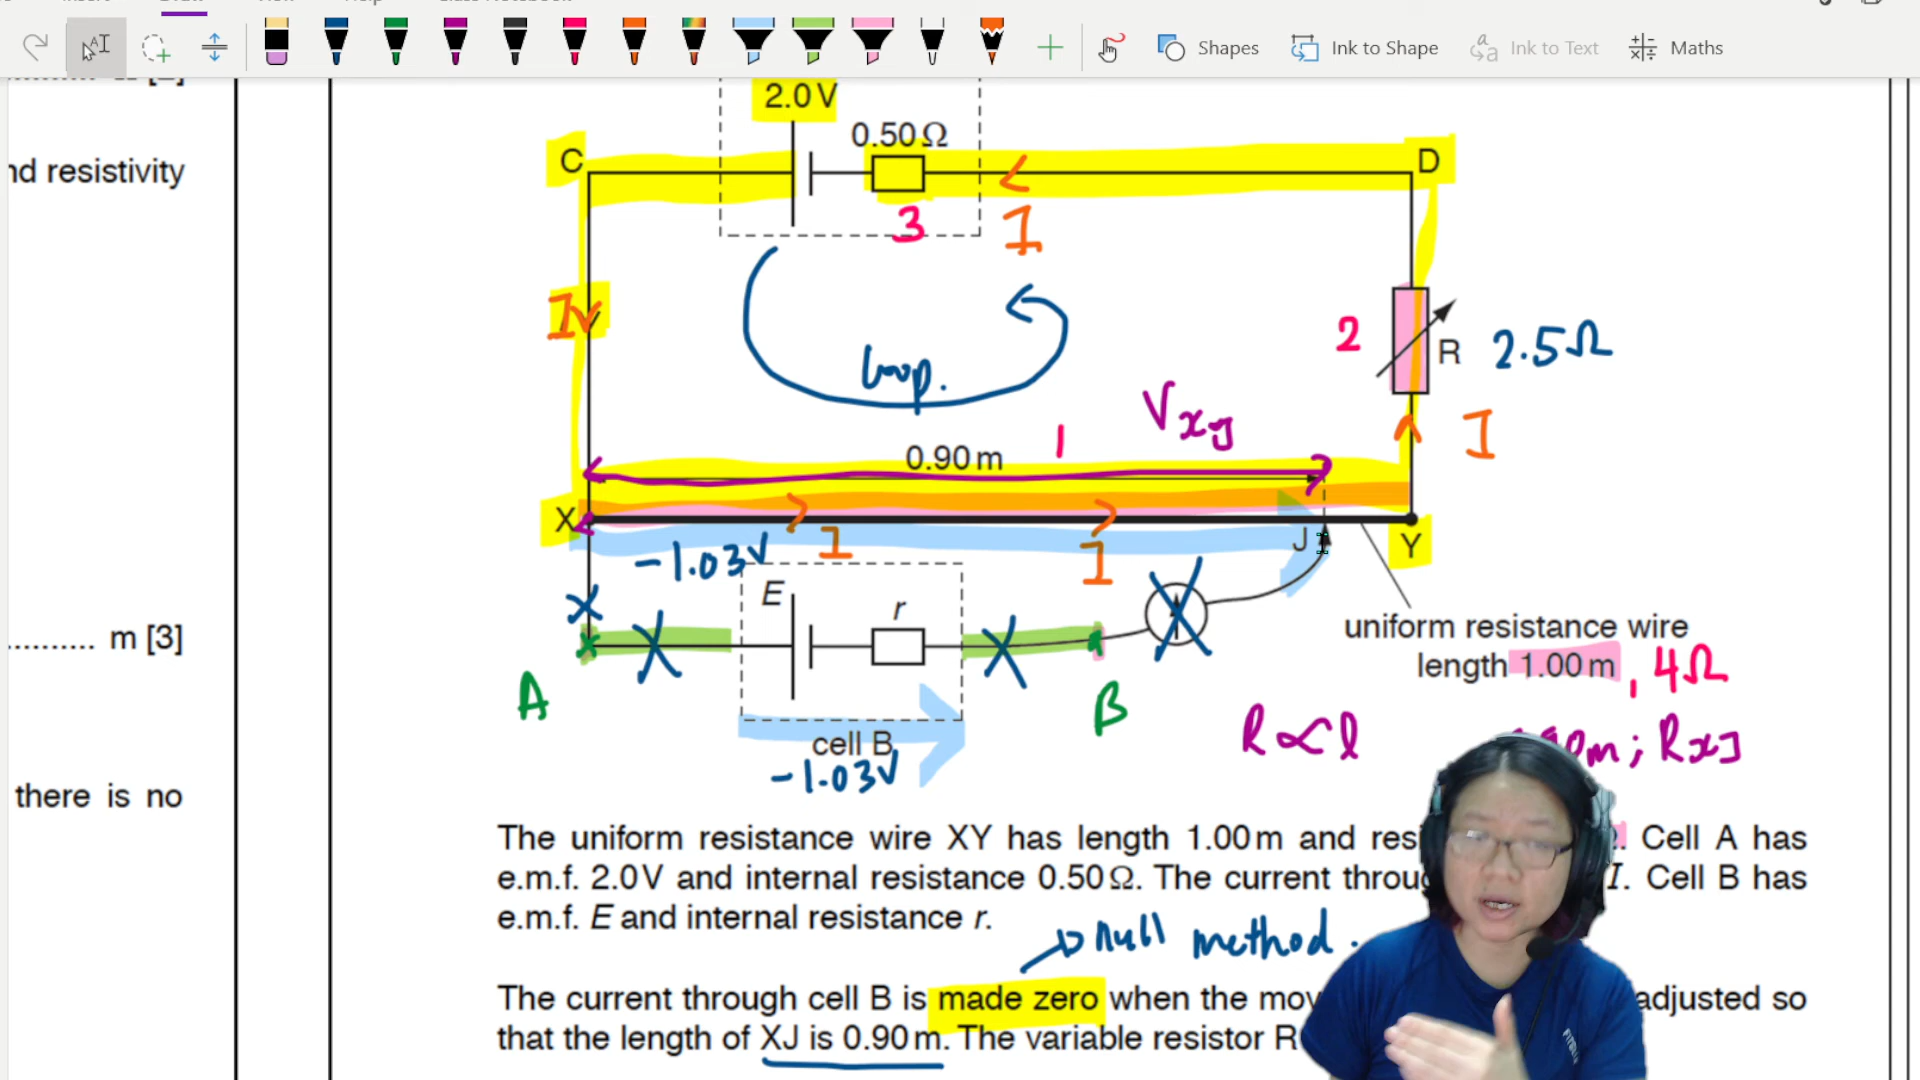 Shapes
Ink to Shape
Ink to Text
Maths
nd resistivity
m [3]
there is no
2.0 V
0.50 Ω
C
D
3
I
I
loop.
2
R
2.5Ω
I
V xy
0.90 m
1
X
J
Y
-1.03V
I
I
E
r
X
A
B
cell B
-1.03V
uniform resistance wire
length 1.00 m, 4Ω
R ∝ l
m ; R xJ
The uniform resistance wire XY has length 1.00 m and res
Cell A has
e.m.f. 2.0 V and internal resistance 0.50 Ω. The current throu
I. Cell B has
e.m.f. E and internal resistance r.
null method.
The current through cell B is made zero when the mov
adjusted so
that the length of XJ is 0.90 m. The variable resistor R